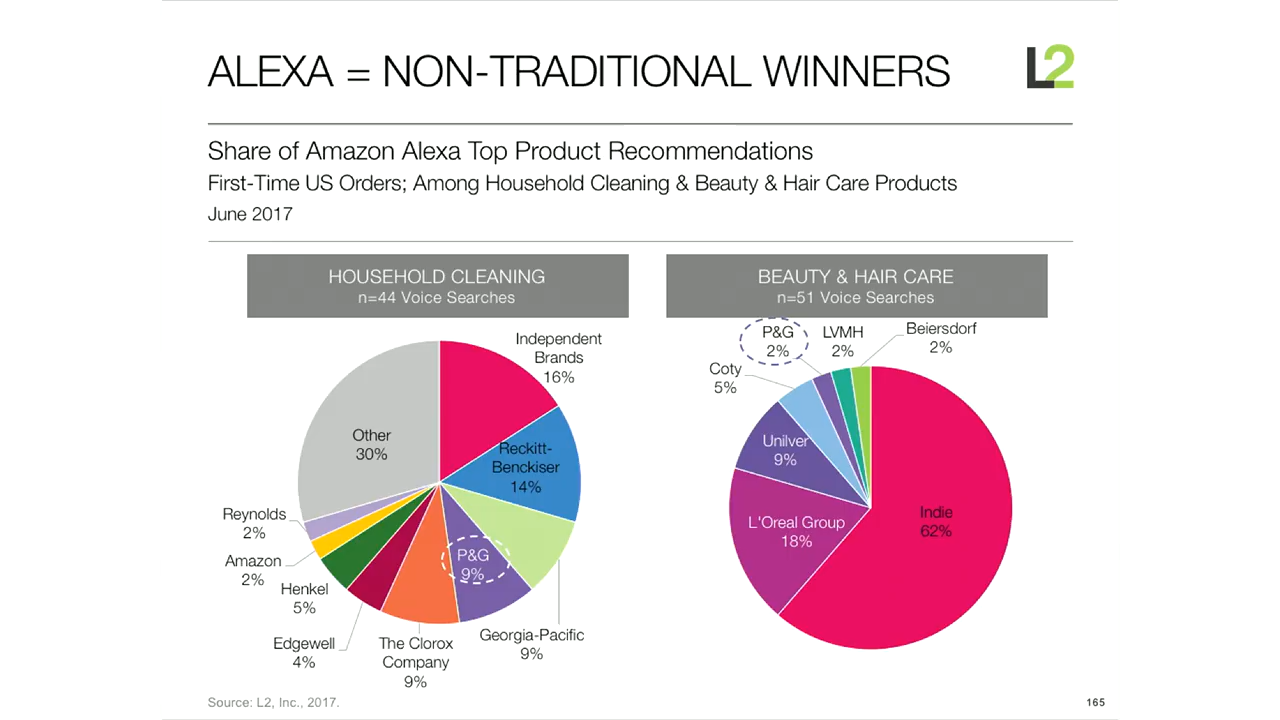 ALEXA = NON-TRADITIONAL WINNERS
L2
Share of Amazon Alexa Top Product Recommendations
First-Time US Orders; Among Household Cleaning & Beauty & Hair Care Products
June 2017
HOUSEHOLD CLEANING
n=44 Voice Searches
Independent
Brands
16%
Reckitt-
Benckiser
14%
Georgia-Pacific
9%
P&G
9%
The Clorox
Company
9%
Edgewell
4%
Henkel
5%
Amazon
2%
Reynolds
2%
Other
30%
BEAUTY & HAIR CARE
n=51 Voice Searches
P&G
2%
LVMH
2%
Beiersdorf
2%
Coty
5%
Unilver
9%
L'Oreal Group
18%
Indie
62%
Source: L2, Inc., 2017.
165